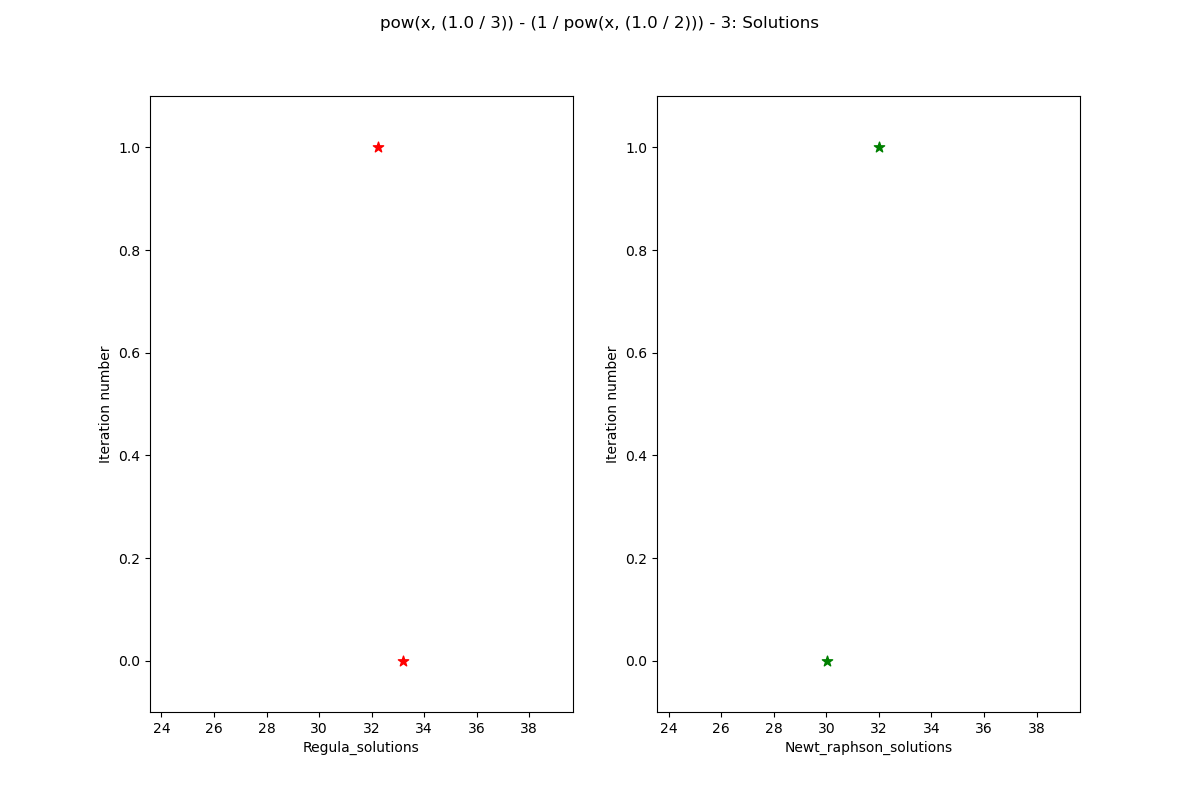 pow(x, (1.0 / 3)) - (1 / pow(x, (1.0 / 2))) - 3: Solutions
Iteration number
1.0
0.8
0.6
0.4
0.2
0.0
24 26 28 30 32 34 36 38
Regula_solutions
Iteration number
1.0
0.8
0.6
0.4
0.2
0.0
24 26 28 30 32 34 36 38
Newt_raphson_solutions